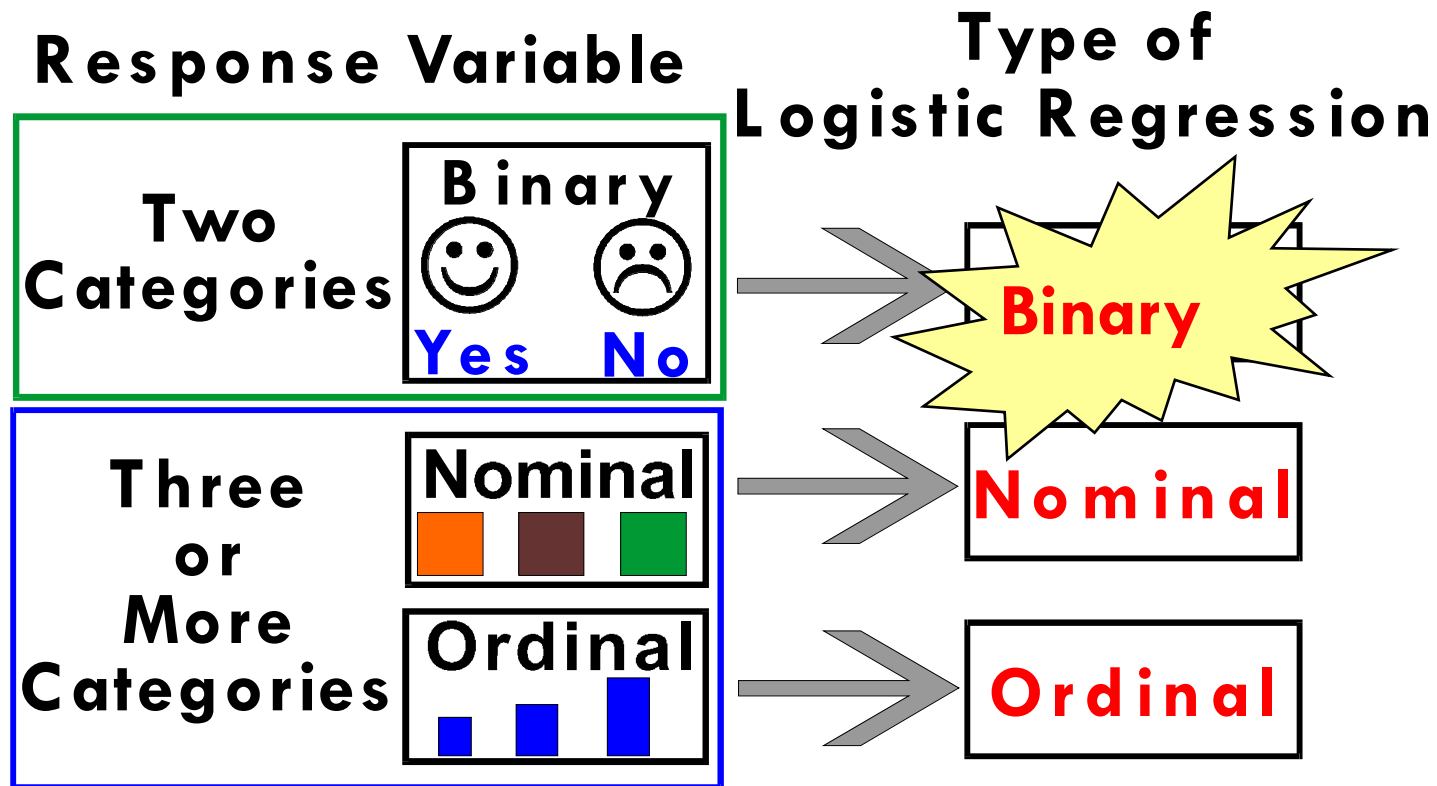 Response Variable
Type of
Logistic Regression
Two
Categories
Binary
Yes No
Binary
Three
or
More
Categories
Nominal
Nominal
Ordinal
Ordinal